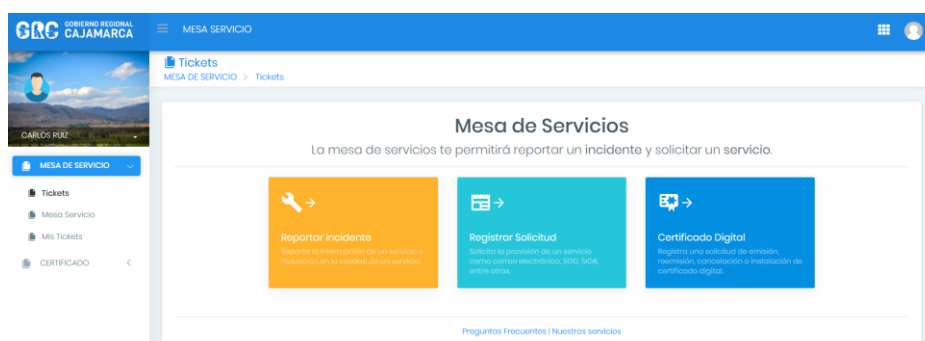 GRC GOBIERNO REGIONAL CAJAMARCA
MESA SERVICIO
Tickets
MESA DE SERVICIO > Tickets
CARLOS RUIZ
MESA DE SERVICIO
Tickets
Mesa Servicio
Mis Tickets
CERTIFICADO
Mesa de Servicios
La mesa de servicios te permitirá reportar un incidente y solicitar un servicio.
Reportar incidente
Reporta la interrupción de un servicio o
reducción en la calidad de un servicio.
Registrar Solicitud
Solicita la provisión de un servicio
como correo electrónico, SGD, SIGA,
entre otros.
Certificado Digital
Registra una solicitud de emisión,
reemisión, cancelación o instalación de
certificado digital.
Preguntas Frecuentes | Nuestros servicios